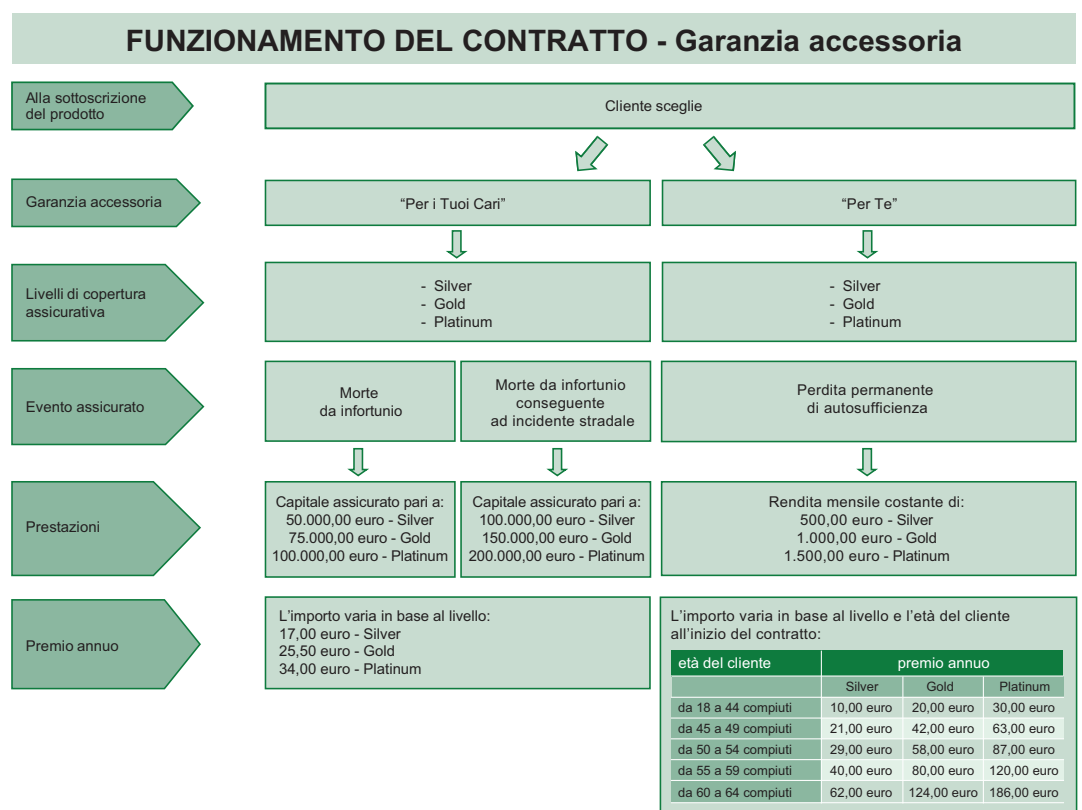 FUNZIONAMENTO DEL CONTRATTO - Garanzia accessoria
Alla sottoscrizione
del prodotto
Cliente sceglie
Garanzia accessoria
“Per i Tuoi Cari”
“Per Te”
Livelli di copertura
assicurativa
- Silver
- Gold
- Platinum
- Silver
- Gold
- Platinum
Evento assicurato
Morte
da infortunio
Morte da infortunio
conseguente
ad incidente stradale
Perdita permanente
di autosufficienza
Prestazioni
Capitale assicurato pari a:
50.000,00 euro - Silver
75.000,00 euro - Gold
100.000,00 euro - Platinum
Capitale assicurato pari a:
100.000,00 euro - Silver
150.000,00 euro - Gold
200.000,00 euro - Platinum
Rendita mensile costante di:
500,00 euro - Silver
1.000,00 euro - Gold
1.500,00 euro - Platinum
Premio annuo
L’importo varia in base al livello:
17,00 euro - Silver
25,50 euro - Gold
34,00 euro - Platinum
L’importo varia in base al livello e l’età del cliente
all’inizio del contratto:
età del cliente premio annuo
Silver Gold Platinum
da 18 a 44 compiuti 10,00 euro 20,00 euro 30,00 euro
da 45 a 49 compiuti 21,00 euro 42,00 euro 63,00 euro
da 50 a 54 compiuti 29,00 euro 58,00 euro 87,00 euro
da 55 a 59 compiuti 40,00 euro 80,00 euro 120,00 euro
da 60 a 64 compiuti 62,00 euro 124,00 euro 186,00 euro